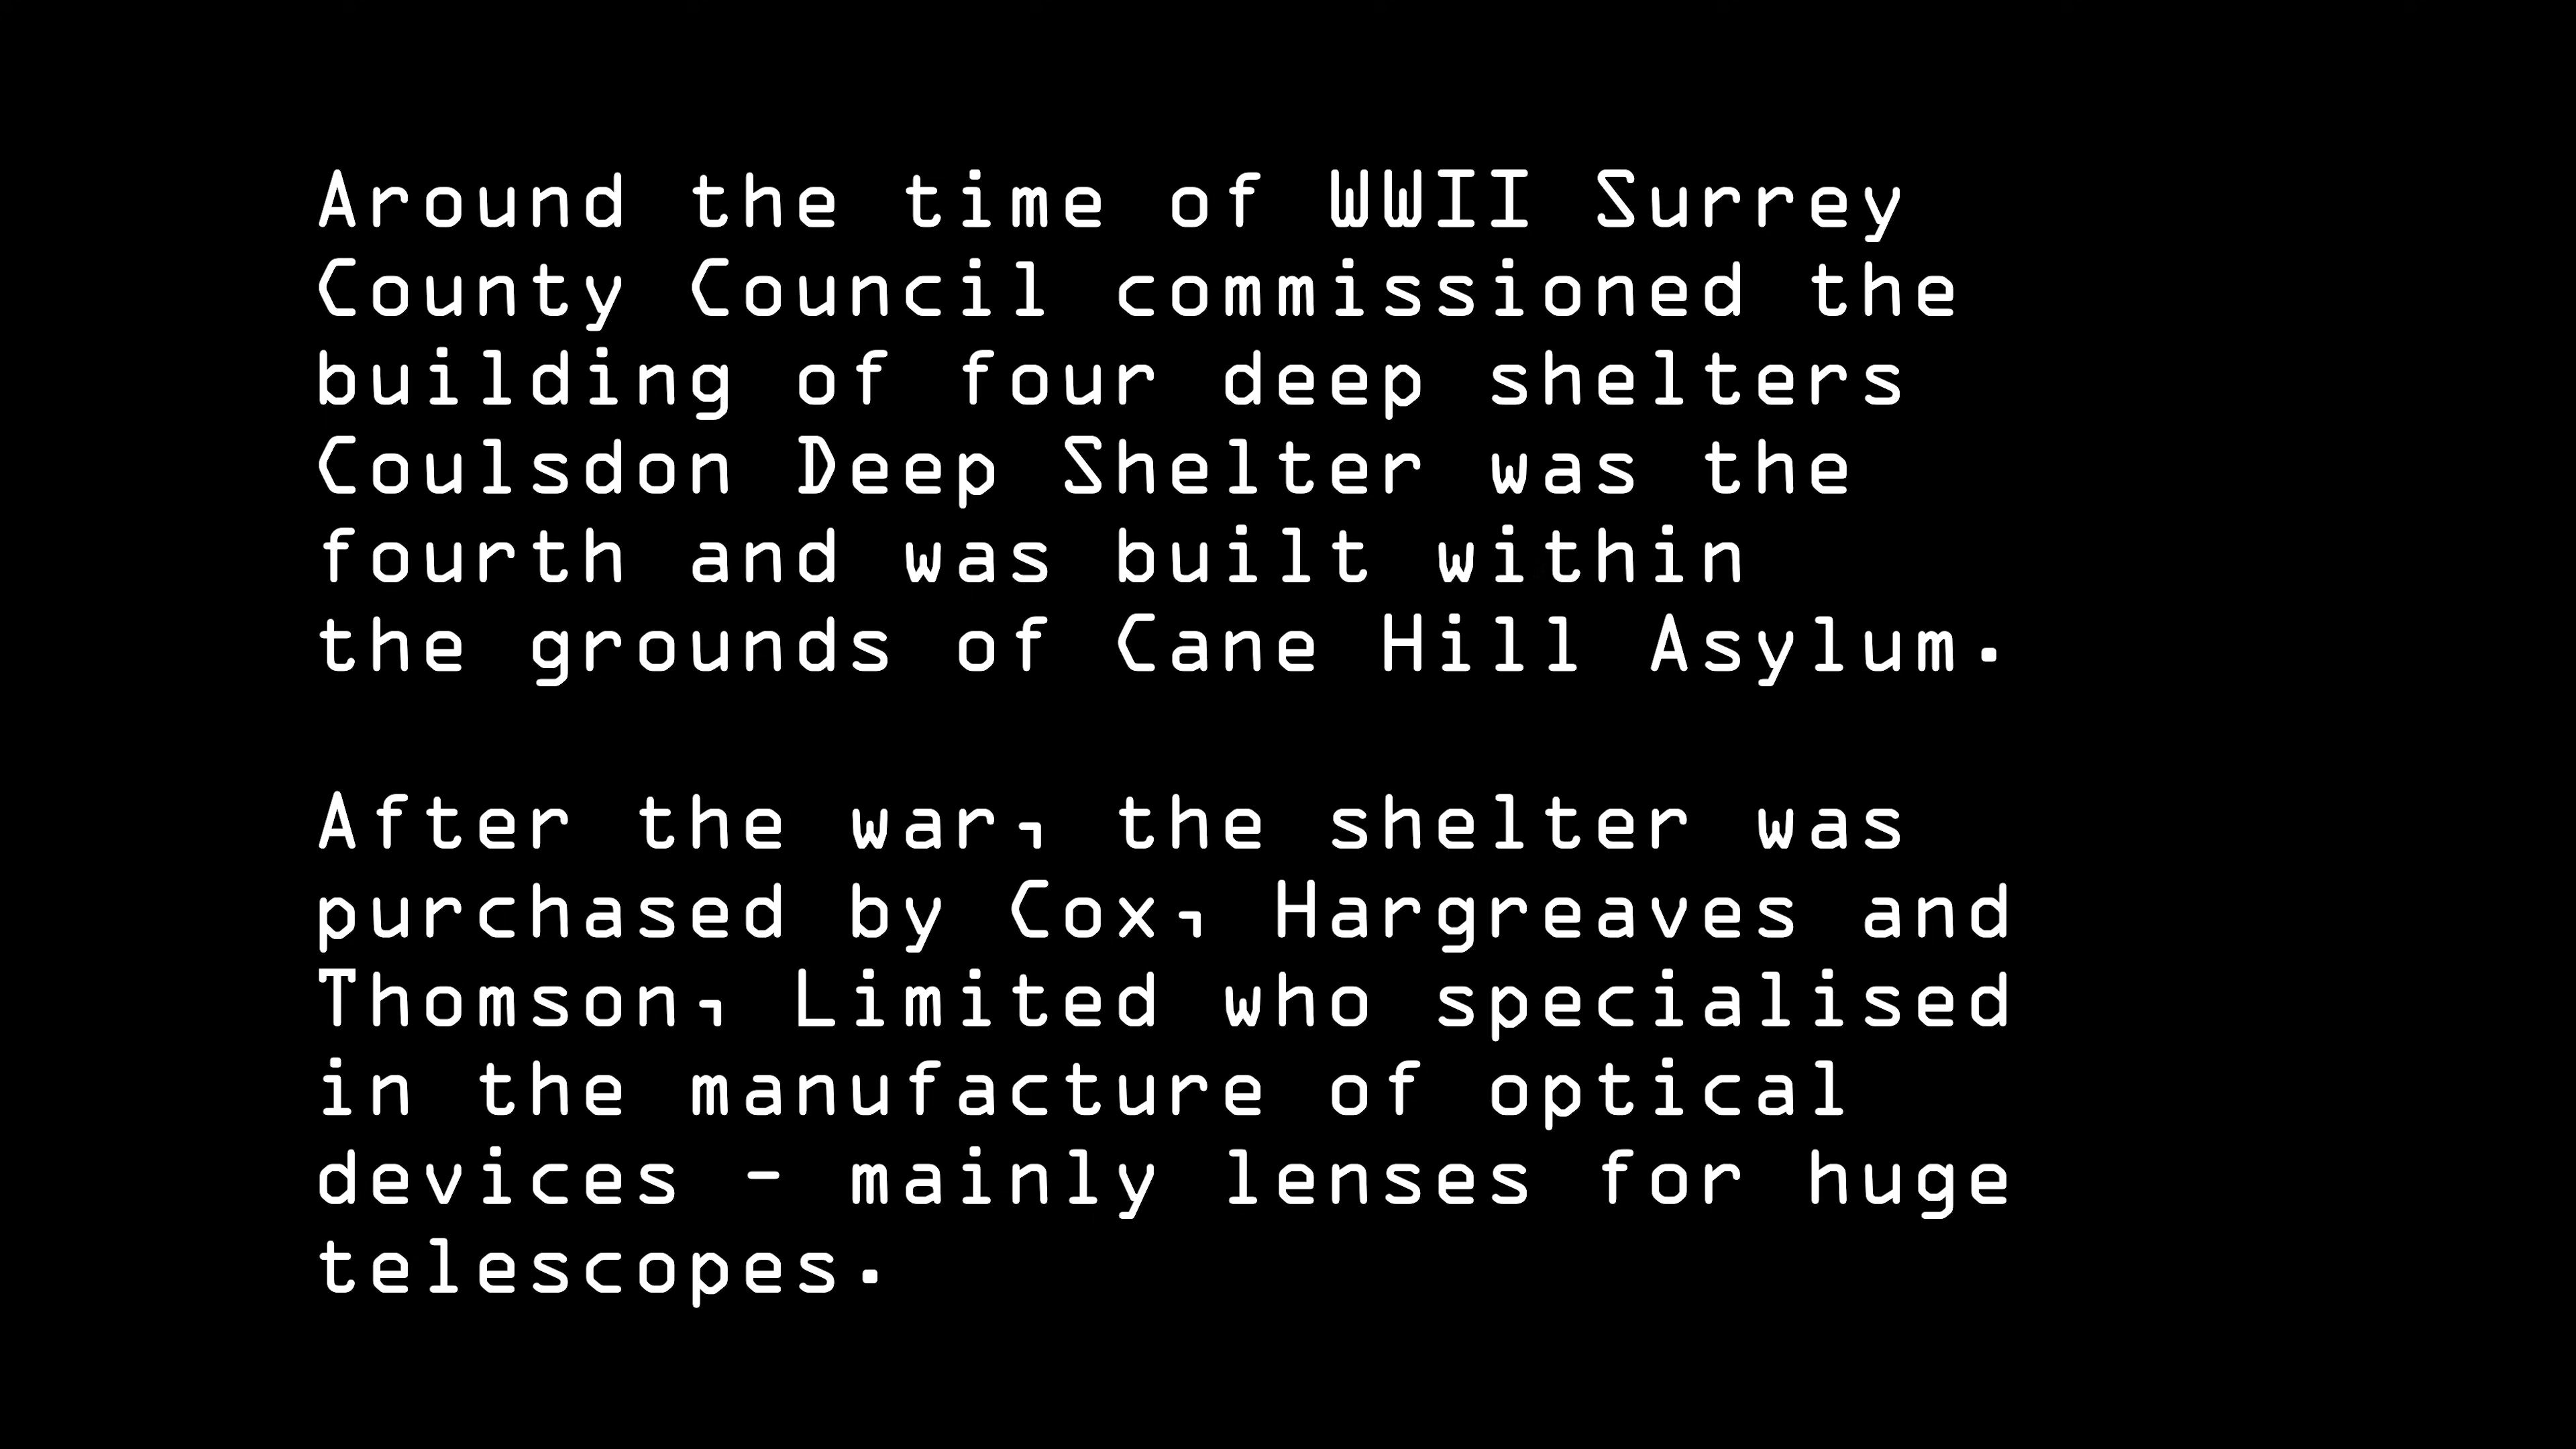 Around the time of WWII Surrey
County Council commissioned the
building of four deep shelters
Coulsdon Deep Shelter was the
fourth and was built within
the grounds of Cane Hill Asylum.

After the war, the shelter was
purchased by Cox, Hargreaves and
Thomson, Limited who specialised
in the manufacture of optical
devices - mainly lenses for huge
telescopes.